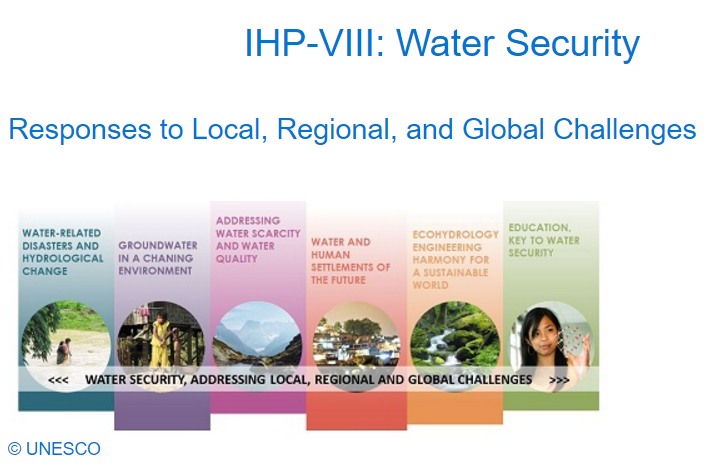 IHP-VIII: Water Security
Responses to Local, Regional, and Global Challenges
WATER-RELATED
DISASTERS AND
HYDROLOGICAL
CHANGE
GROUNDWATER
IN A CHANING
ENVIRONMENT
ADDRESSING
WATER SCARCITY
AND WATER
QUALITY
WATER AND
HUMAN
SETTLEMENTS OF
THE FUTURE
ECOHYDROLOGY
ENGINEERING
HARMONY FOR
A SUSTAINABLE
WORLD
EDUCATION,
KEY TO WATER
SECURITY
<<< WATER SECURITY, ADDRESSING LOCAL, REGIONAL AND GLOBAL CHALLENGES >>>
© UNESCO